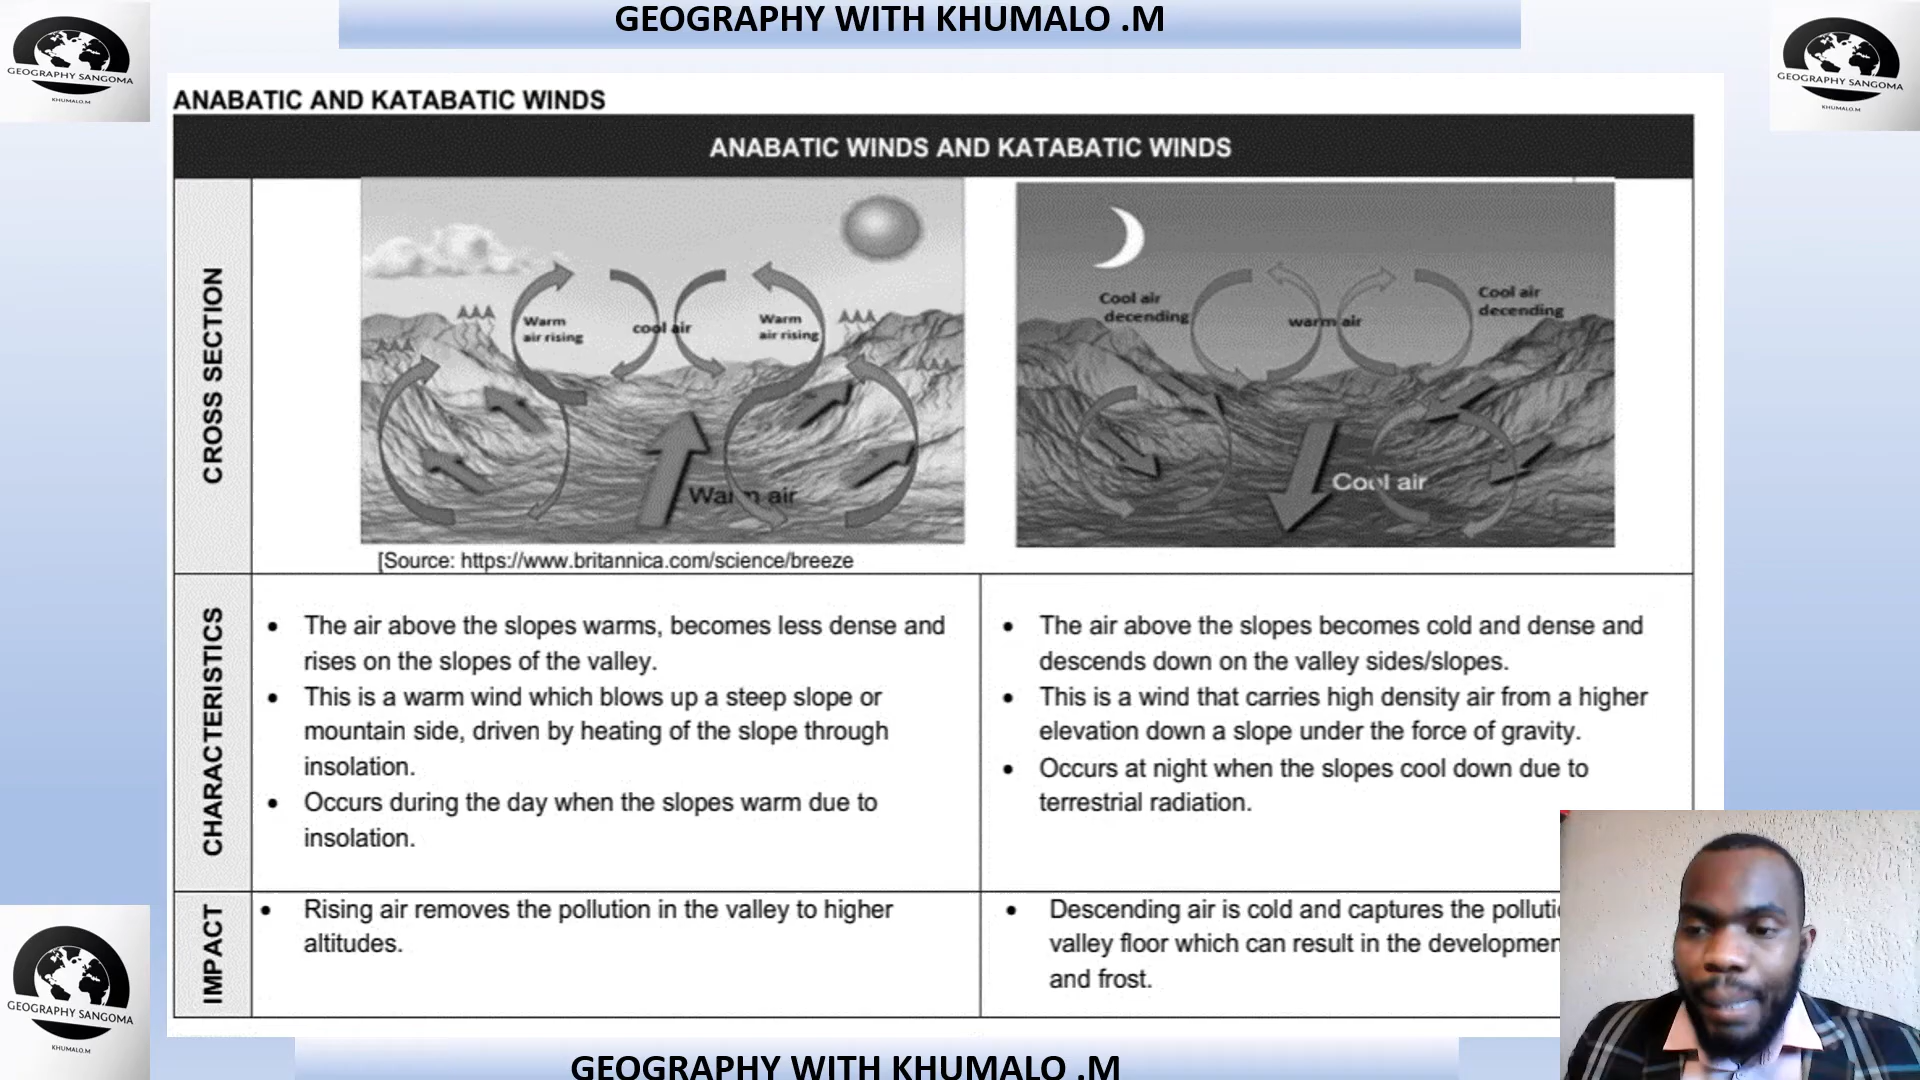 GEOGRAPHY WITH KHUMALO .M
GEOGRAPHY SANGOMA
KHUMALO.M
GEOGRAPHY SANGOMA
KHUMALO.M
ANABATIC AND KATABATIC WINDS
ANABATIC WINDS AND KATABATIC WINDS
CROSS SECTION
Warm
air rising
cool air
Warm
air rising
Warm air
Cool air
decending
warm air
Cool air
decending
Cool air
[Source: https://www.britannica.com/science/breeze
CHARACTERISTICS
• The air above the slopes warms, becomes less dense and
rises on the slopes of the valley.
• This is a warm wind which blows up a steep slope or
mountain side, driven by heating of the slope through
insolation.
• Occurs during the day when the slopes warm due to
insolation.
• The air above the slopes becomes cold and dense and
descends down on the valley sides/slopes.
• This is a wind that carries high density air from a higher
elevation down a slope under the force of gravity.
• Occurs at night when the slopes cool down due to
terrestrial radiation.
IMPACT
• Rising air removes the pollution in the valley to higher
altitudes.
• Descending air is cold and captures the
valley floor which can result in the
and frost.
GEOGRAPHY SANGOMA
KHUMALO.M
GEOGRAPHY WITH KHUMALO .M